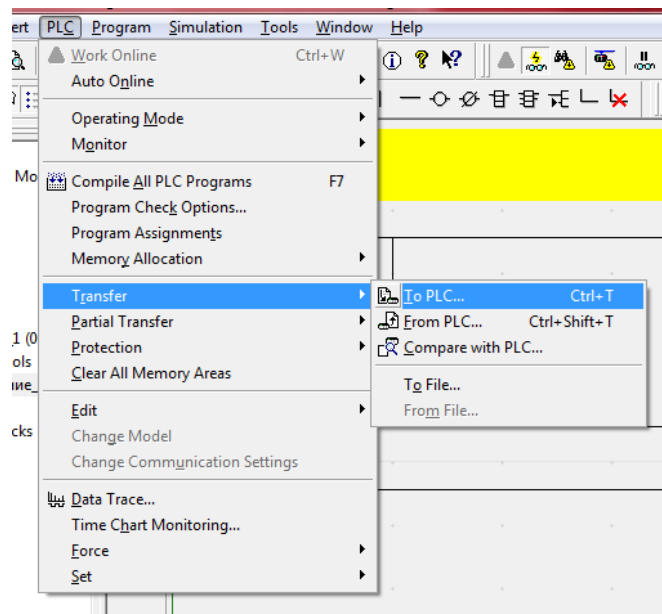 ert PLC Program Simulation Tools Window Help
Work Online Ctrl+W
Auto Online
Operating Mode
Monitor
Mo
Compile All PLC Programs F7
Program Check Options...
Program Assignments
Memory Allocation
Transfer
To PLC... Ctrl+T
Partial Transfer
From PLC... Ctrl+Shift+T
_1 (0
Protection
Compare with PLC...
ols
Clear All Memory Areas
ние_
To File...
Edit
From File...
cks
Change Model
Change Communication Settings
Data Trace...
Time Chart Monitoring...
Force
Set